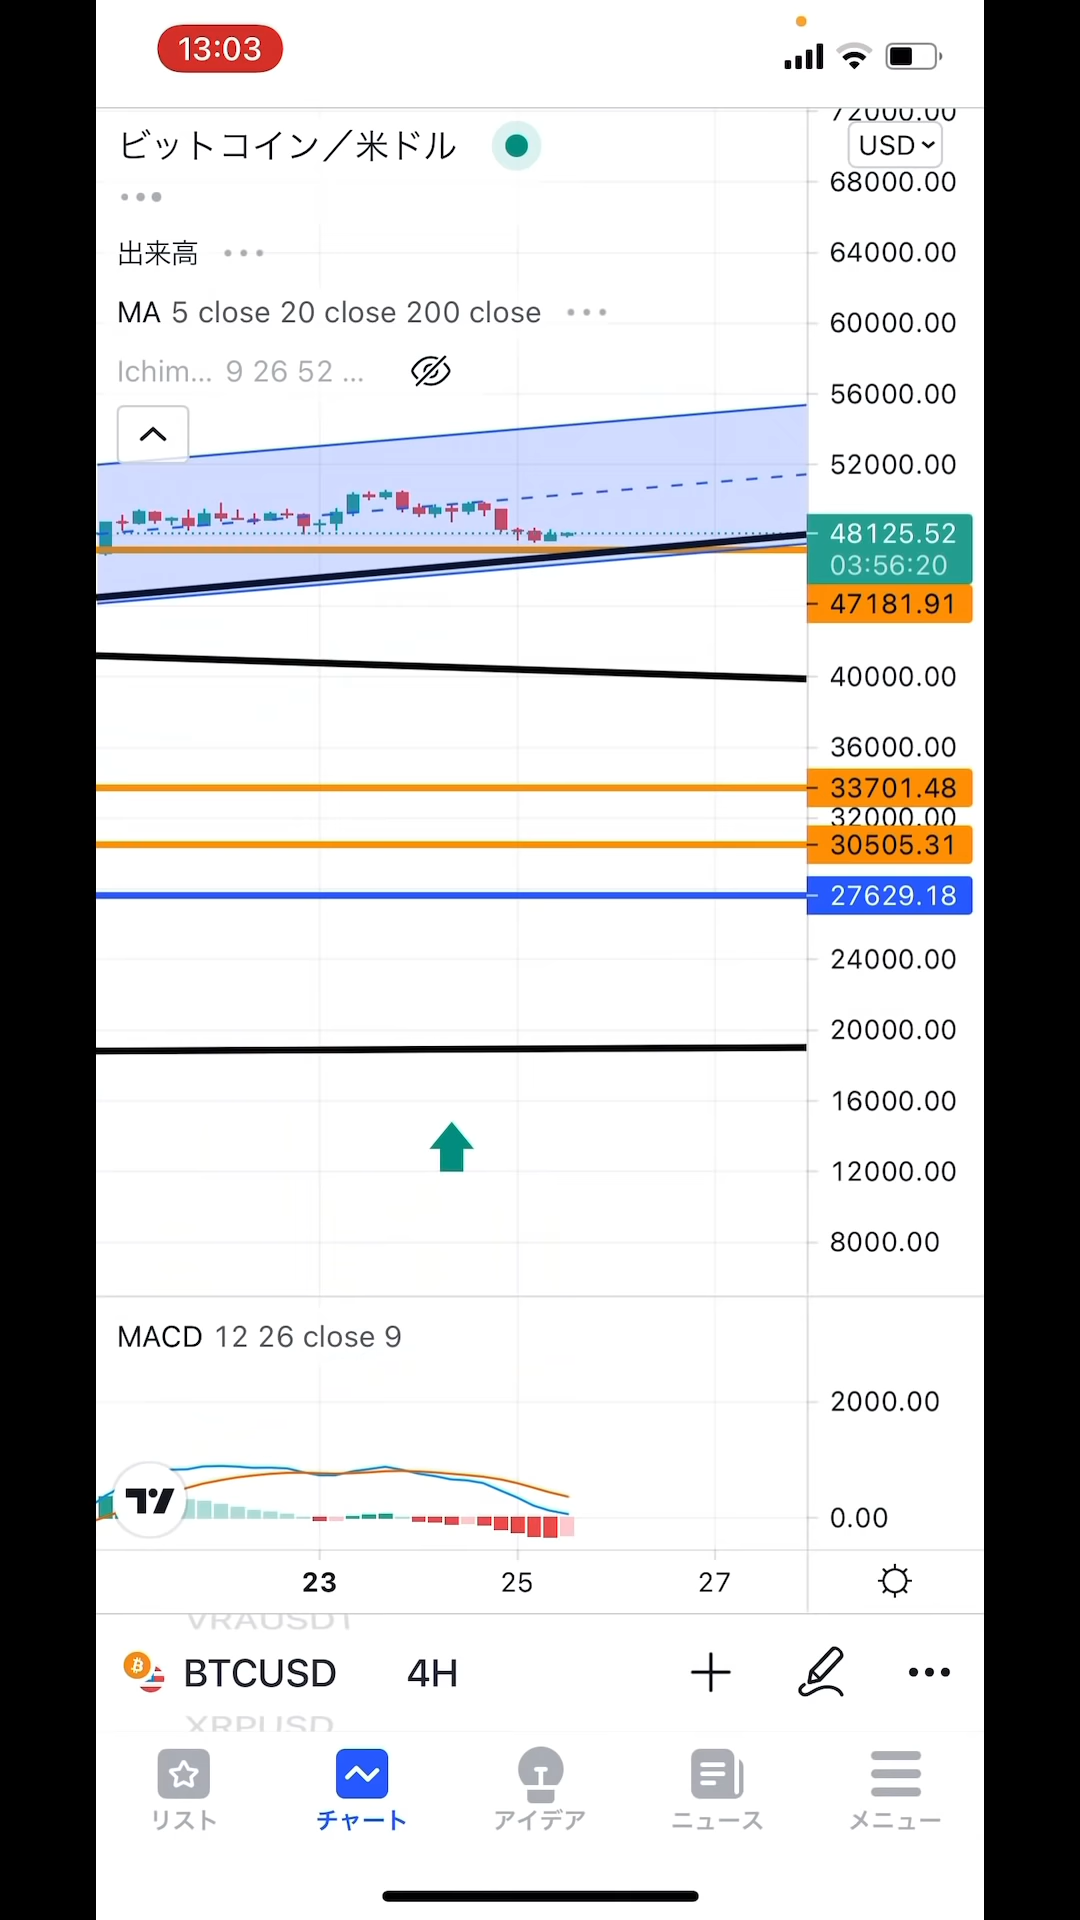 13:03
ビットコイン／米ドル
USD
出来高
MA 5 close 20 close 200 close
Ichim... 9 26 52 ...
72000.00
68000.00
64000.00
60000.00
56000.00
52000.00
48125.52
03:56:20
47181.91
40000.00
36000.00
33701.48
32000.00
30505.31
27629.18
24000.00
20000.00
16000.00
12000.00
8000.00
MACD 12 26 close 9
2000.00
0.00
23 25 27
VRAUSDT
BTCUSD 4H
XRPUSD
リスト チャート アイデア ニュース メニュー